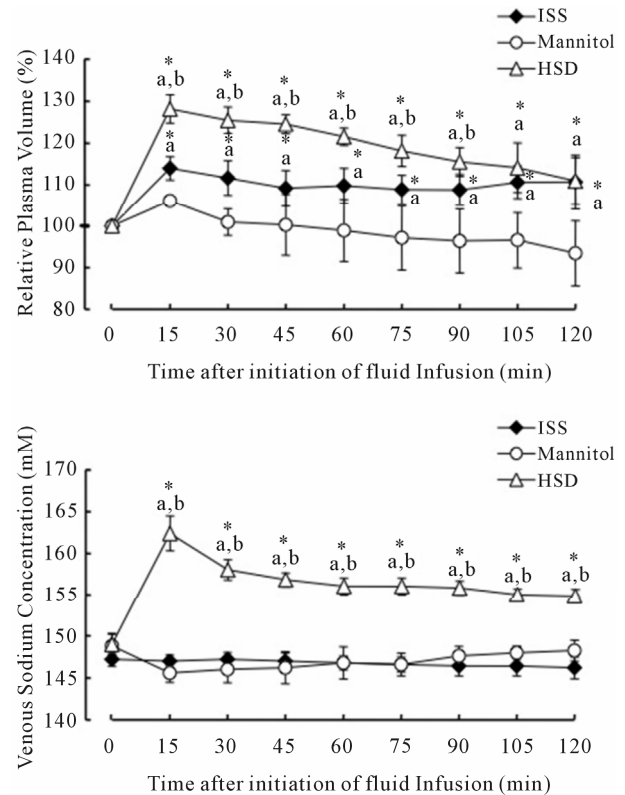 ISS
Mannitol
HSD
Relative Plasma Volume (%)
140
130
120
110
100
90
80
* * * * * * * *
a,b a,b a,b a,b a,b a,b a a
* * * * * * * *
a a a a a a a a
0 15 30 45 60 75 90 105 120
Time after initiation of fluid Infusion (min)
ISS
Mannitol
HSD
Venous Sodium Concentration (mM)
170
165
160
155
150
145
140
* * * * * * * *
a,b a,b a,b a,b a,b a,b a,b a,b
0 15 30 45 60 75 90 105 120
Time after initiation of fluid Infusion (min)